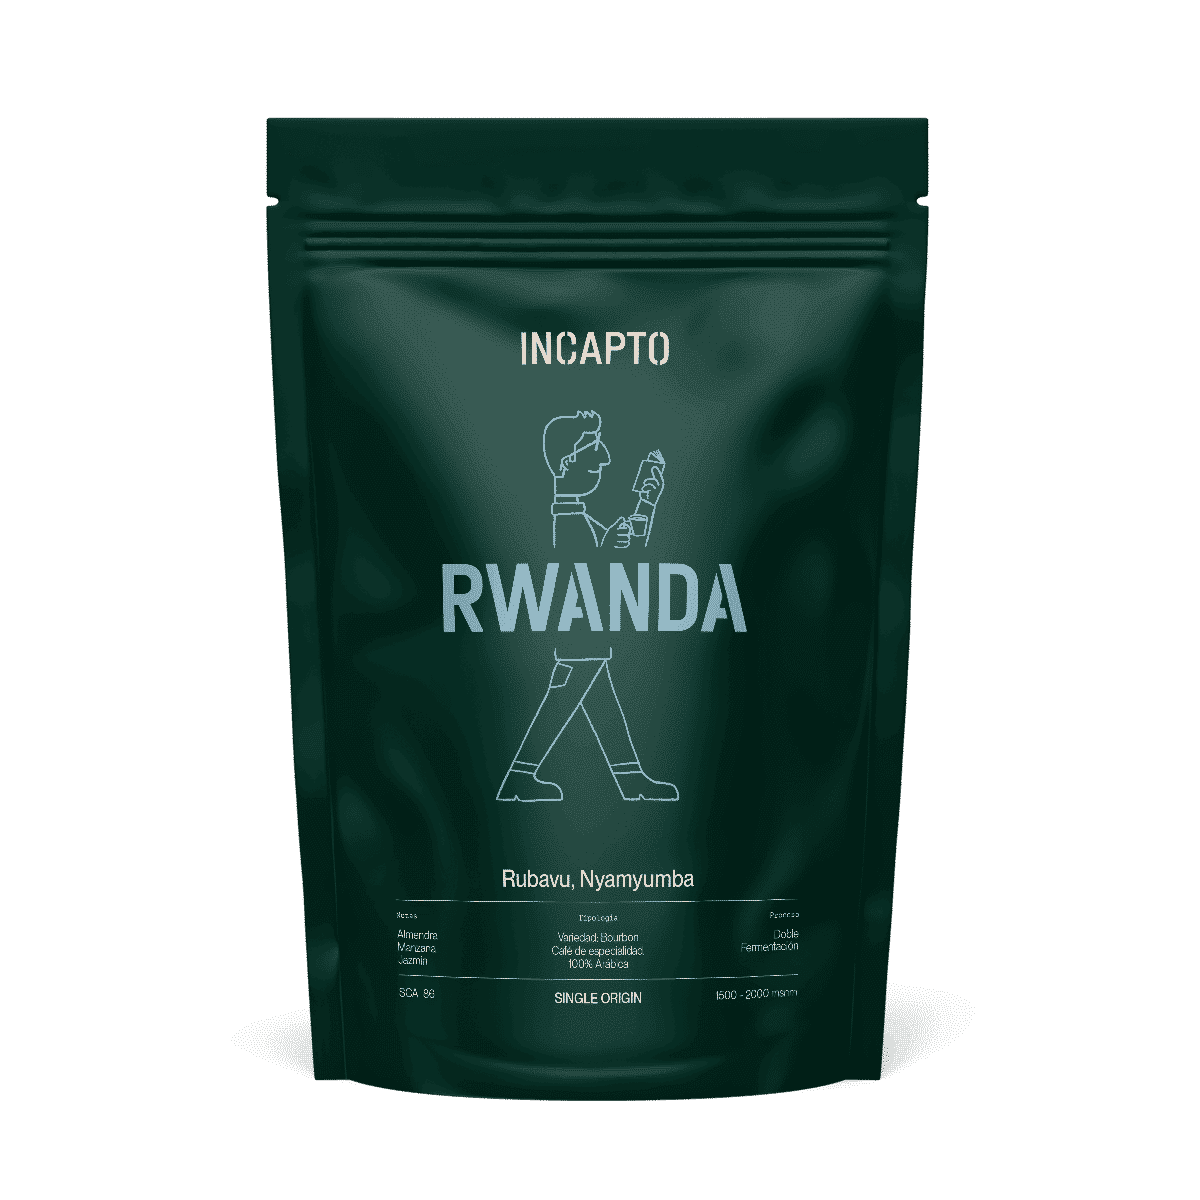 INCAPTO
RWANDA
Rubavu, Nyamyumba
Notas
Tipología
Proceso
Almendra
Manzana
Jazmín
Variedad: Bourbon
Café de especialidad.
100% Arábica
Doble
Fermentación
SCA 86
SINGLE ORIGIN
1500 - 2000 msnm